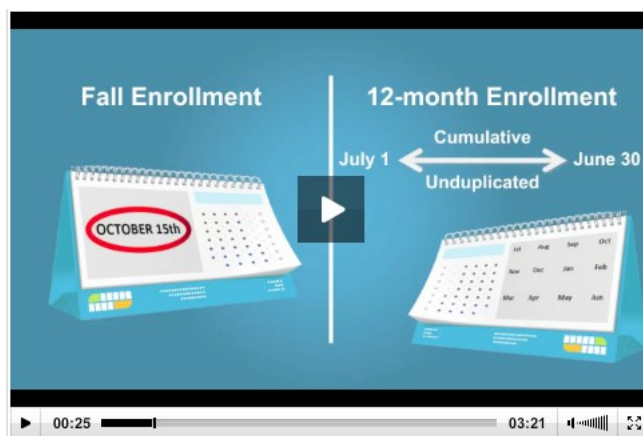 Fall Enrollment
OCTOBER 15th
12-month Enrollment
Cumulative
July 1
June 30
Unduplicated
Jul Aug Sep Oct
Nov Dec Jan Feb
Mar Apr May Jun
00:25
03:21